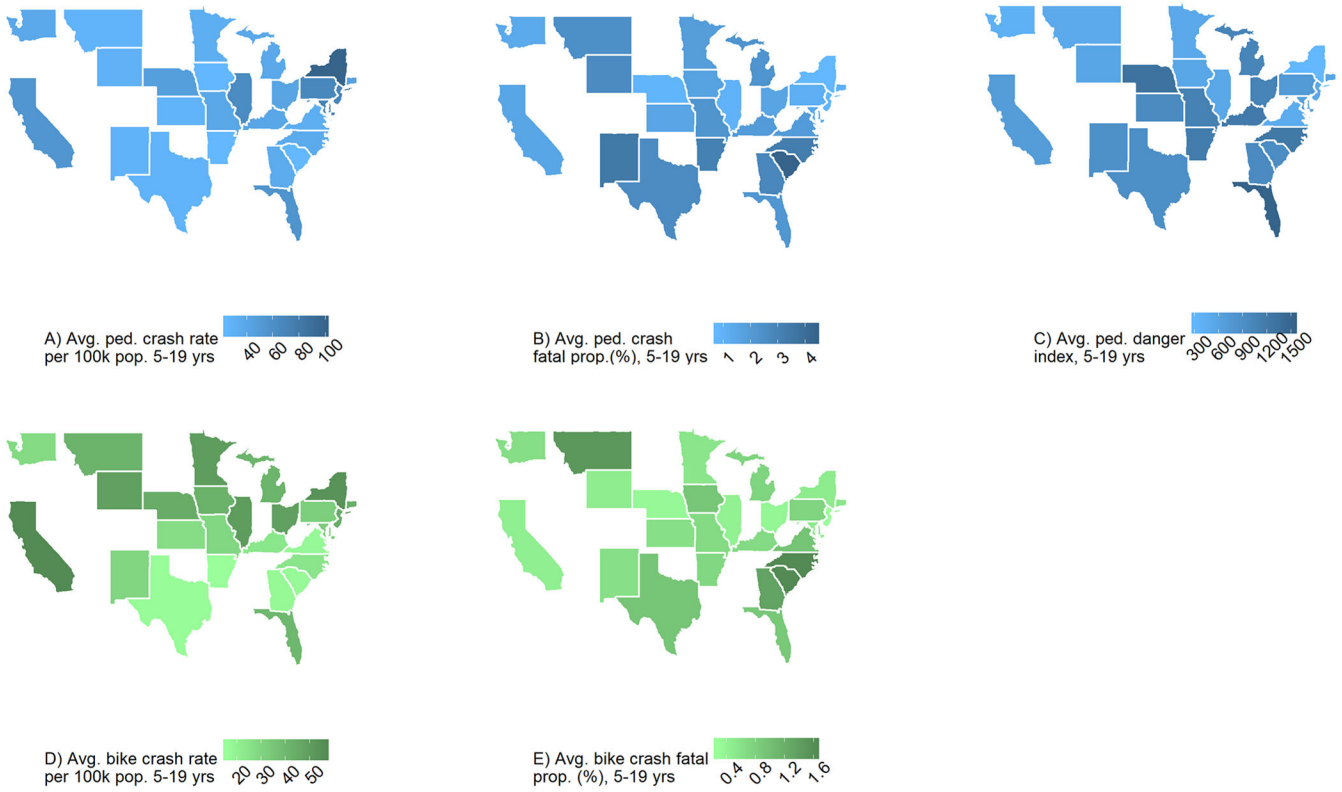 A) Avg. ped. crash rate
per 100k pop. 5-19 yrs
40 60 80 100
B) Avg. ped. crash
fatal prop.(%), 5-19 yrs
1 2 3 4
C) Avg. ped. danger
index, 5-19 yrs
300 600 900 1200 1500
D) Avg. bike crash rate
per 100k pop. 5-19 yrs
20 30 40 50
E) Avg. bike crash fatal
prop. (%), 5-19 yrs
0.4 0.8 1.2 1.6